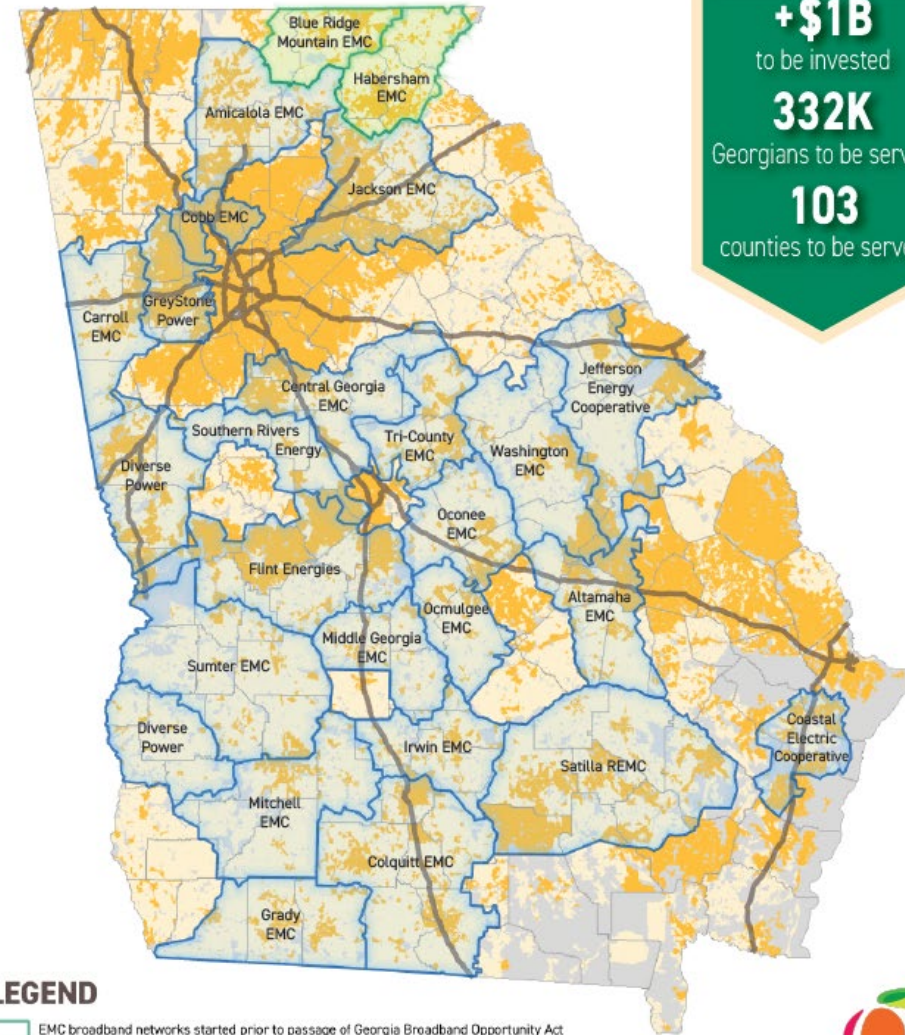 +$1B
to be invested
332K
Georgians to be
103
counties to be
Blue Ridge
Mountain EMC
Habersham
EMC
Amicalola EMC
Jackson EMC
Cobb EMC
GreyStone
Power
Carroll
EMC
Jefferson
Energy
Cooperative
Central Georgia
EMC
Southern Rivers
Energy
Tri-County
EMC
Washington
EMC
Diverse
Power
Oconee
EMC
Flint Energies
Altamaha
EMC
Ocmulgee
EMC
Middle Georgia
EMC
Sumter EMC
Diverse
Power
Coastal
Electric
Cooperative
Irwin EMC
Satilla REMC
Mitchell
EMC
Colquitt EMC
Grady
EMC
LEGEND
EMC broadband networks started prior to passage of Georgia Broadband Opportunity Act